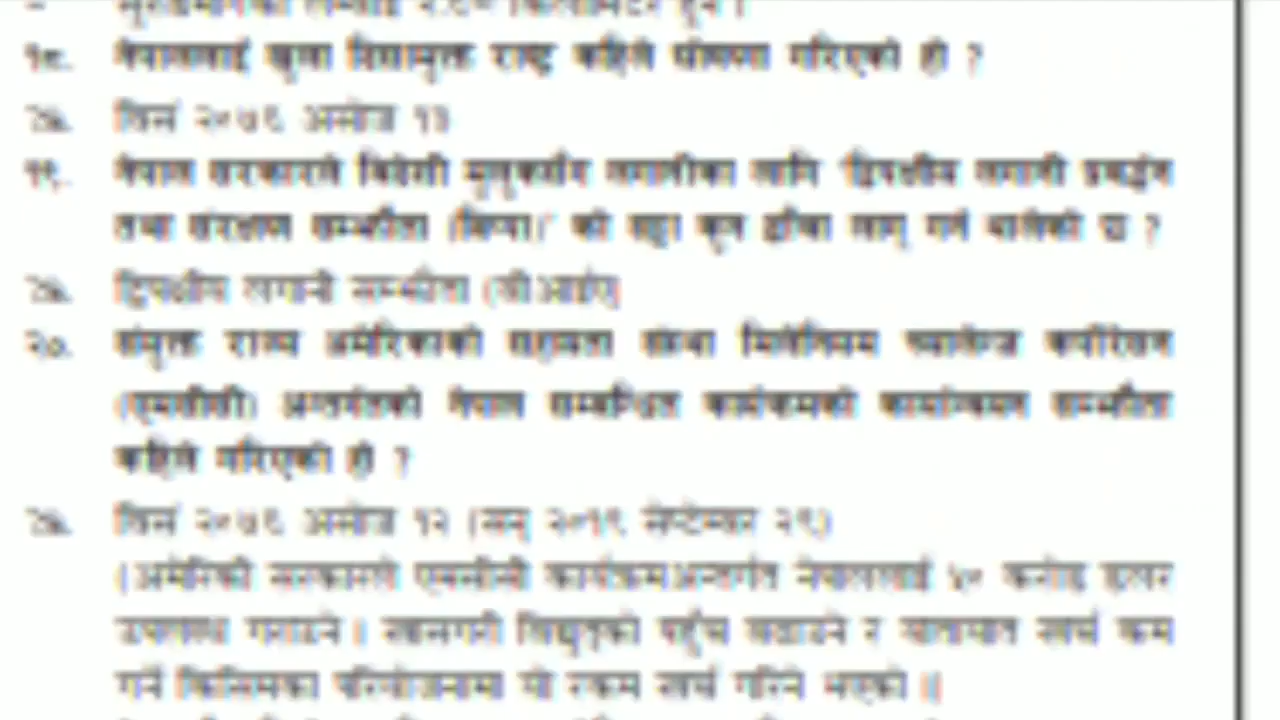 १८. नेपाललाई खुला दिसामुक्त राष्ट्र कहिले घोषणा गरिएको हो ?
उ. विसं २०७६ असोज १३
१९. नेपाल सरकारले विदेशी मुलुकसँग लगानीका लागि 'द्विपक्षीय लगानी प्रवर्द्धन
तथा संरक्षण सम्झौता (बिप्पा)' को सट्टा कुन ढाँचा लागू गर्न थालेको छ ?
उ. द्विपक्षीय लगानी सम्झौता (बीआईए)
२०. संयुक्त राज्य अमेरिकाको सहायता संस्था मिलेनियम च्यालेन्ज कर्पोरेसन
(एमसीसी) अन्तर्गतको नेपाल सम्बन्धित कार्यक्रमको कार्यान्वयन सम्झौता
कहिले गरिएको हो ?
उ. विसं २०७६ असोज १२ (सन् २०१९ सेप्टेम्बर २९)
(अमेरिकी सरकारले एमसीसी कार्यक्रमअन्तर्गत नेपाललाई ५० करोड डलर
उपलब्ध गराउने । स्वच्छ विद्युत्को पहुँच बढाउने र यातायात खर्च कम
गर्ने किसिमका परियोजनामा यो रकम खर्च गरिने भएको ।)